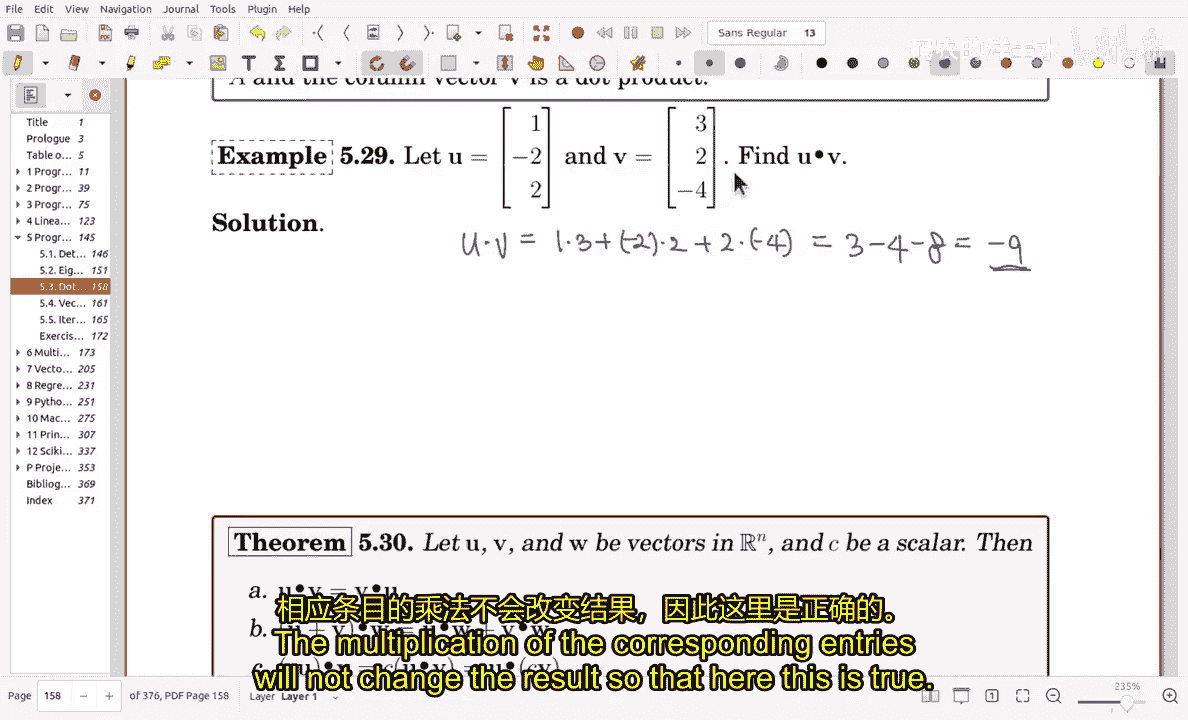 File Edit View Navigation Journal Tools Plugin Help
Sans Regular 13
A and the column vector v is a dot product.
Title 1
Prologue 3
Table o... 5
1 Progr... 11
2 Progr... 39
3 Progr... 75
4 Linea... 123
5 Progr... 145
5.1. Det... 146
5.2. Eig... 151
5.3. Dot... 158
5.4. Vec... 161
5.5. Iter... 165
Exercis... 172
6 Multi... 173
7 Vecto... 205
8 Regre... 231
9 Pytho... 251
10 Mac... 275
11 Prin... 307
12 Sciki... 337
P Proje... 353
Bibliog... 369
Index 371
Example 5.29. Let u = [1 −2 2] and v = [3 2 −4]. Find u•v.
Solution.
u·v = 1·3+(-2)·2+2·(-4) = 3-4-8 = -9
Theorem 5.30. Let u, v, and w be vectors in ℝⁿ, and c be a scalar. Then
a. u•v = v•u
b. (u + v)•w = u•w + v•w
相应条目的乘法不会改变结果，因此这里是正确的。
The multiplication of the corresponding entries
will not change the result so that here this is true.
Page 158 of 376, PDF Page 158 Layer Layer 1 235%